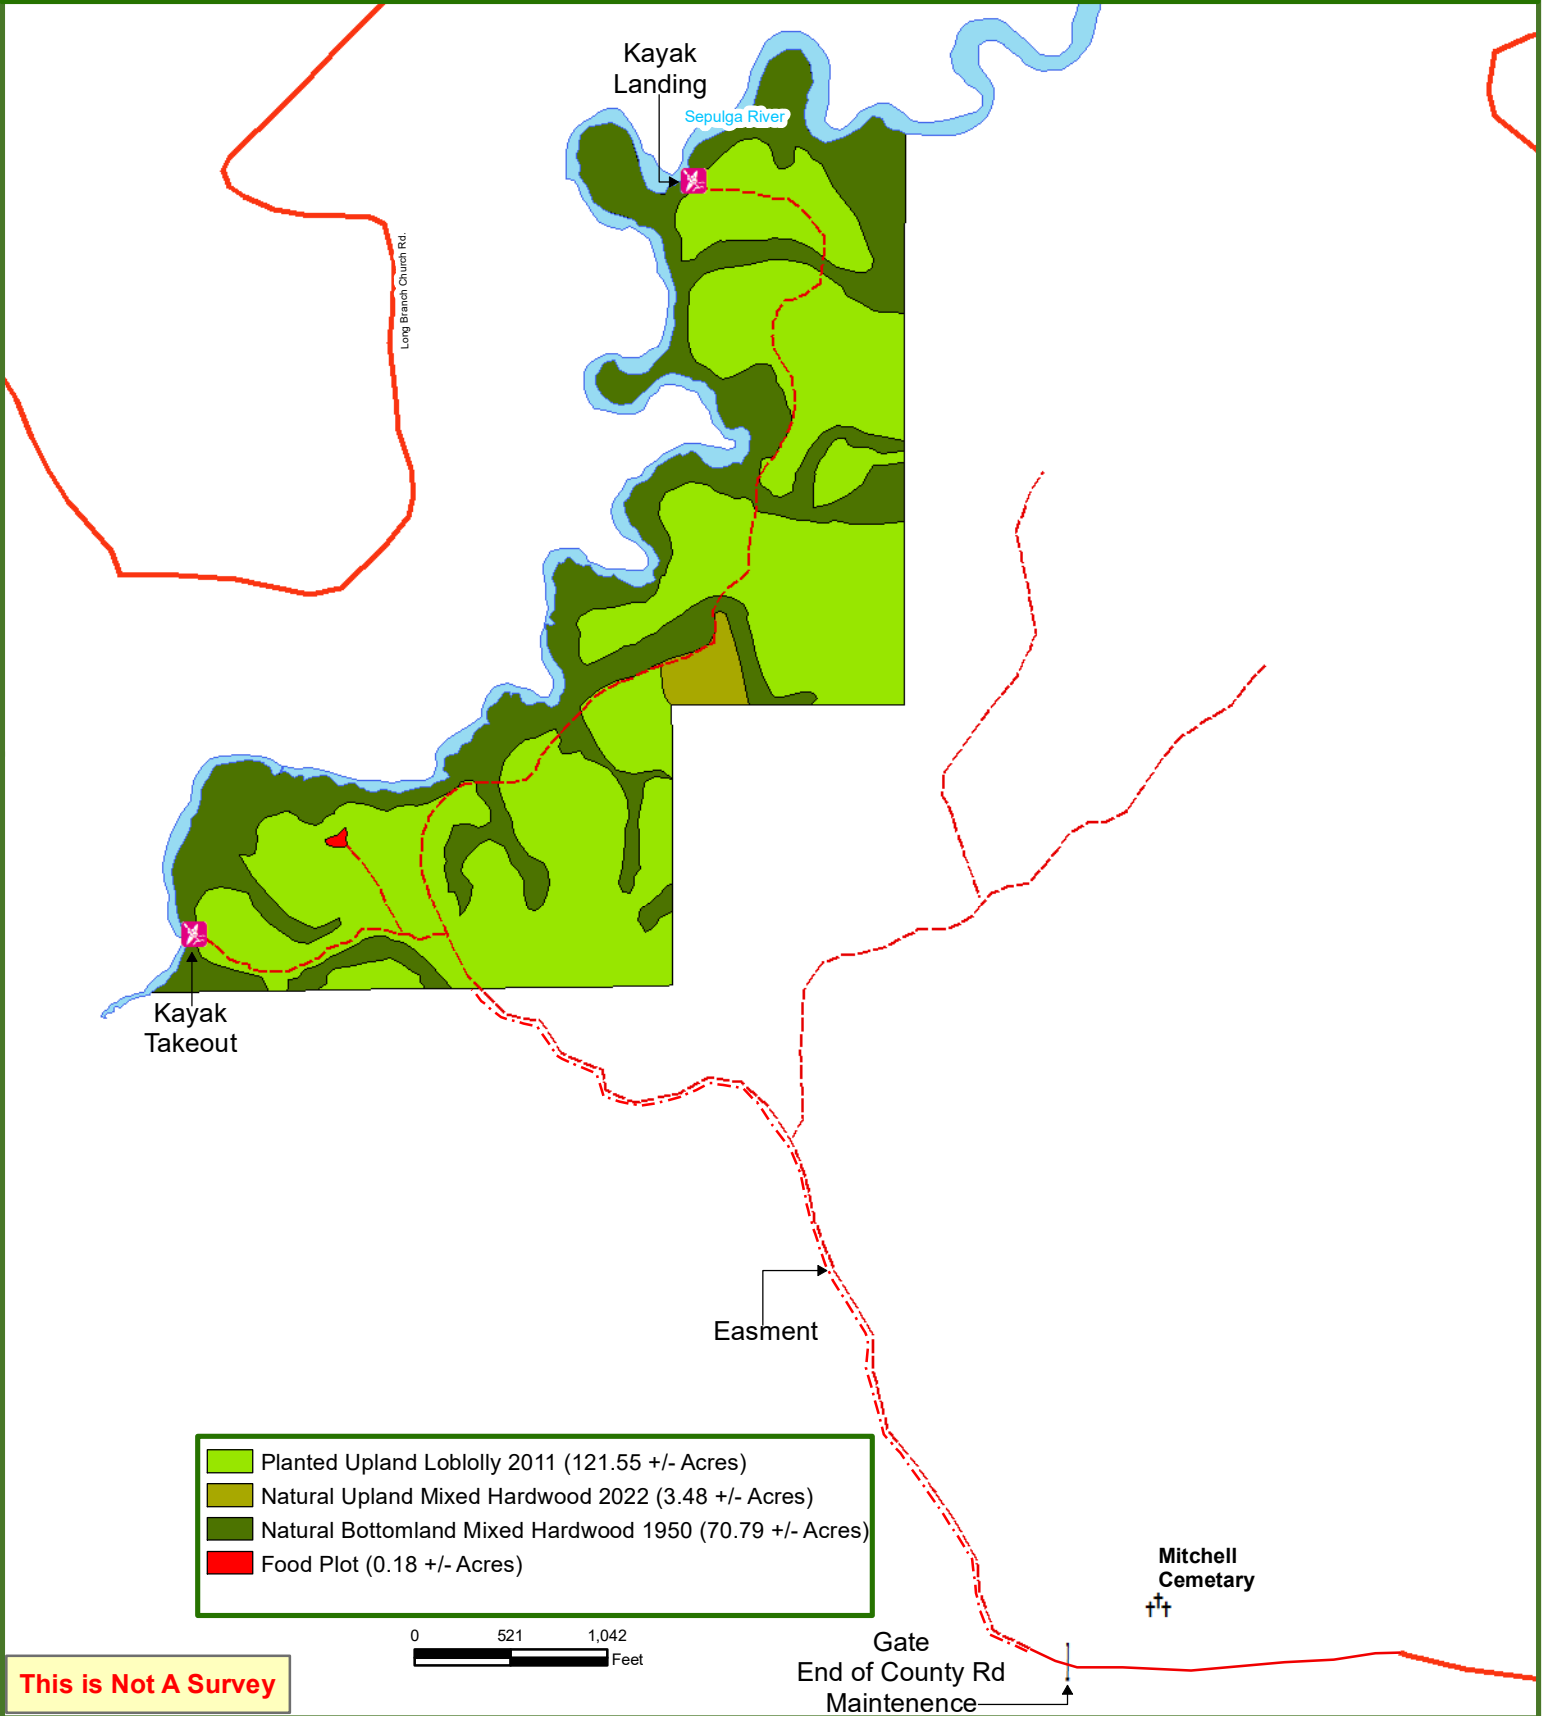 Kayak
Landing
Sepulga River
Long Branch Church Rd.
Kayak
Takeout
Easment
Planted Upland Loblolly 2011 (121.55 +/- Acres)
Natural Upland Mixed Hardwood 2022 (3.48 +/- Acres)
Natural Bottomland Mixed Hardwood 1950 (70.79 +/- Acres)
Food Plot (0.18 +/- Acres)
Mitchell
Cemetary
0 521 1,042
Feet
Gate
End of County Rd
Maintenence
This is Not A Survey